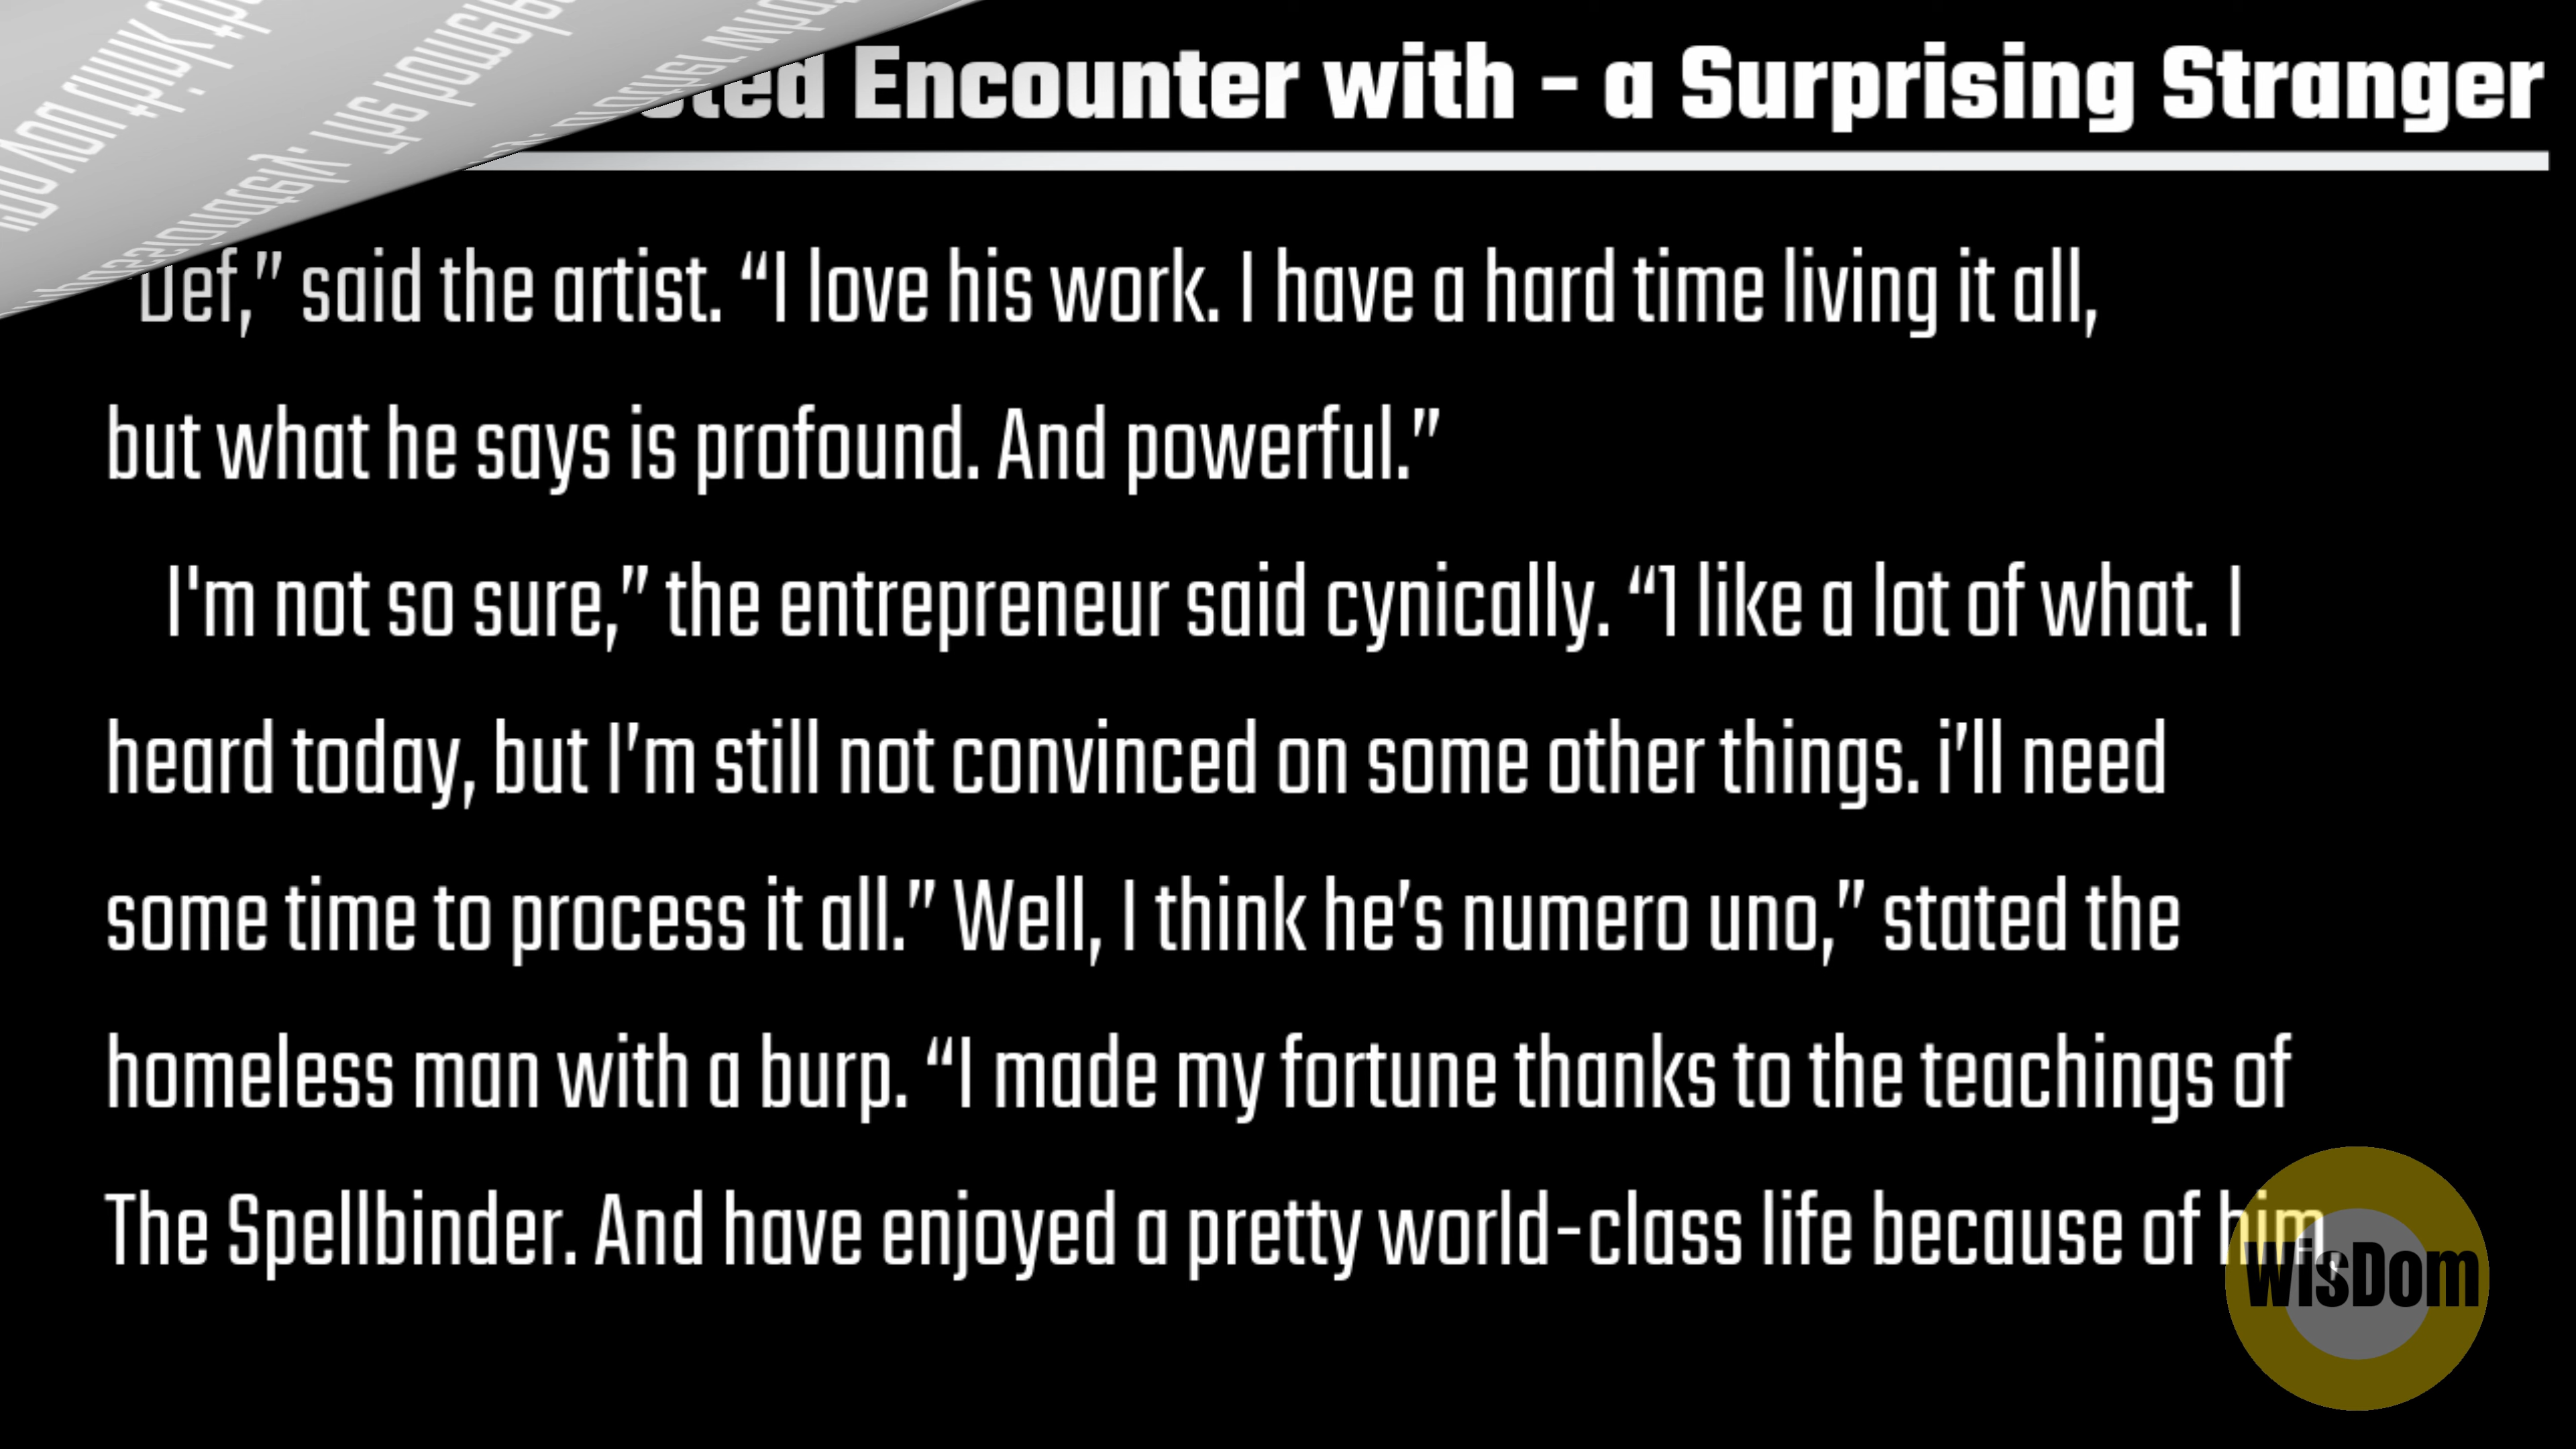 Encounter with - a Surprising Stranger
Def,” said the artist. “I love his work. I have a hard time living it all,
but what he says is profound. And powerful.”
I'm not so sure,” the entrepreneur said cynically. “1 like a lot of what. I
heard today, but I’m still not convinced on some other things. i’ll need
some time to process it all.” Well, I think he’s numero uno,” stated the
homeless man with a burp. “I made my fortune thanks to the teachings of
The Spellbinder. And have enjoyed a pretty world-class life because of him,
WisDom